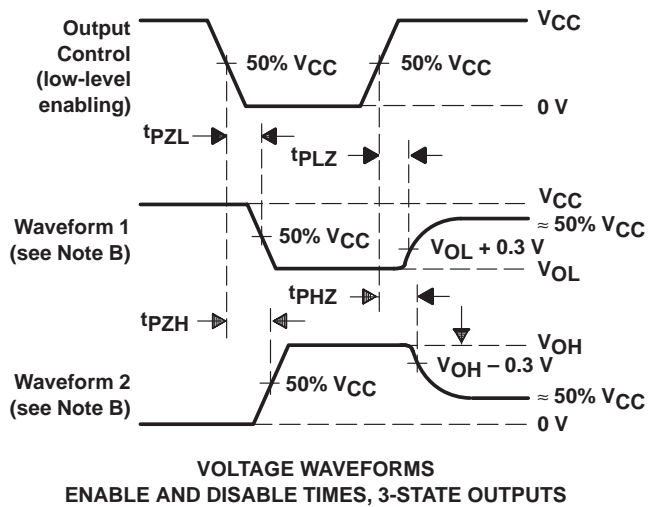 Output
Control
(low-level
enabling)
VCC
50% VCC
50% VCC
0 V
tPZL
tPLZ
Waveform 1
(see Note B)
VCC
≈ 50% VCC
50% VCC
VOL + 0.3 V
VOL
tPHZ
tPZH
Waveform 2
(see Note B)
VOH
VOH – 0.3 V
50% VCC
≈ 50% VCC
0 V
VOLTAGE WAVEFORMS
ENABLE AND DISABLE TIMES, 3-STATE OUTPUTS